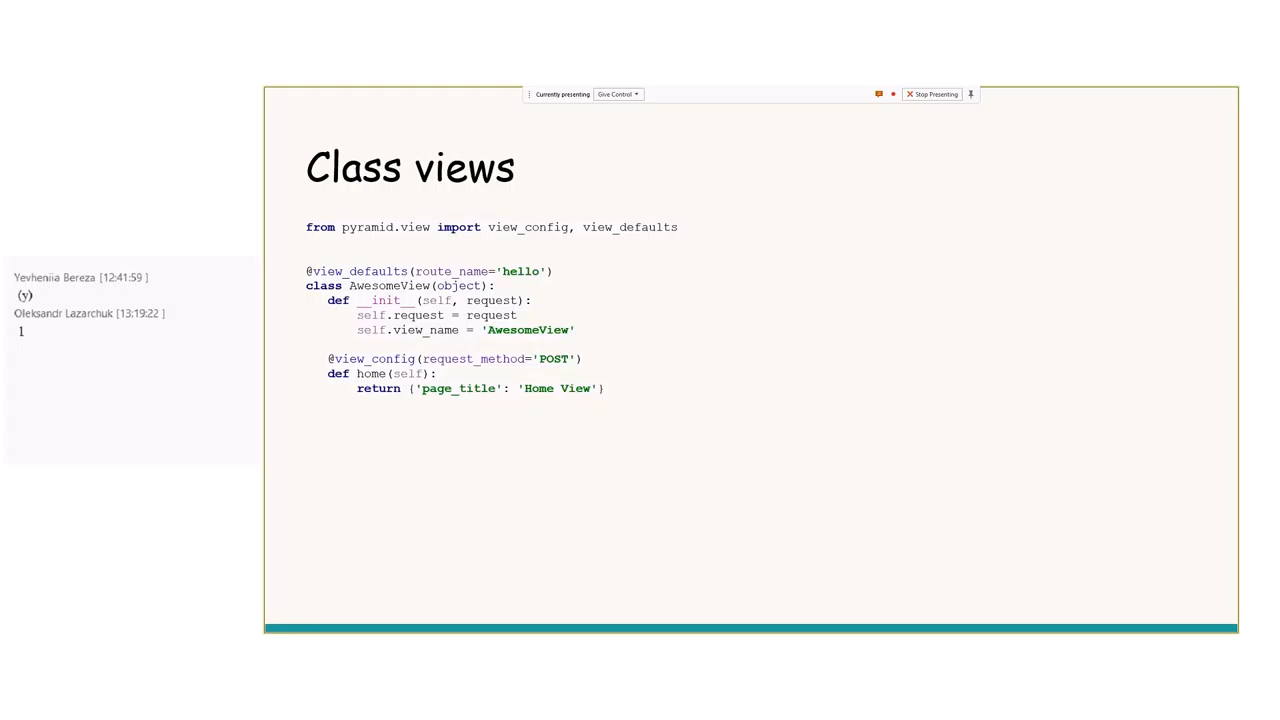 Currently presenting Give Control Stop Presenting
Class views
from pyramid.view import view_config, view_defaults
@view_defaults(route_name='hello')
class AwesomeView(object):
def __init__(self, request):
self.request = request
self.view_name = 'AwesomeView'
@view_config(request_method='POST')
def home(self):
return {'page_title': 'Home View'}
Yevheniia Bereza [12:41:59 ]
(y)
Oleksandr Lazarchuk [13:19:22 ]
1